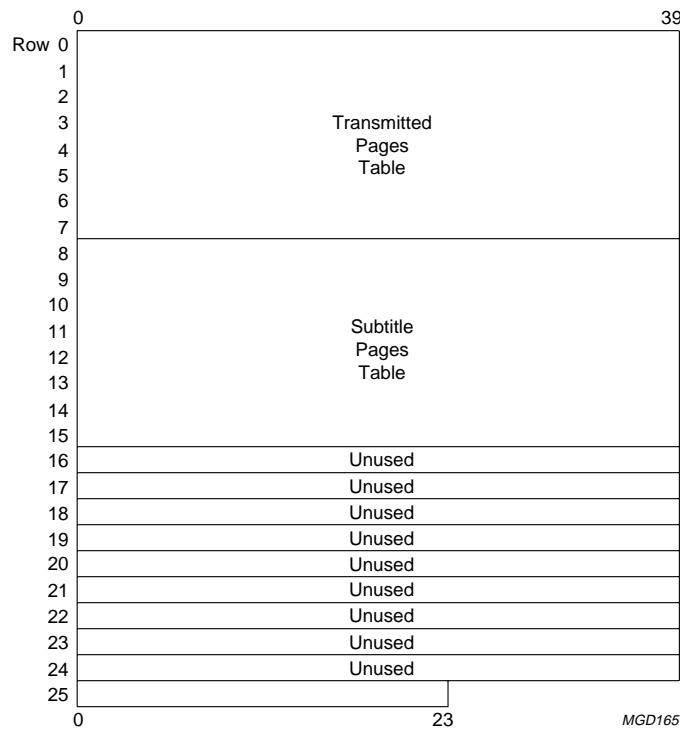 0 39
Row 0
1
2
3 Transmitted
4 Pages
5 Table
6
7
8
9
10
11 Subtitle
12 Pages
13 Table
14
15
16 Unused
17 Unused
18 Unused
19 Unused
20 Unused
21 Unused
22 Unused
23 Unused
24 Unused
25
0 23 MGD165